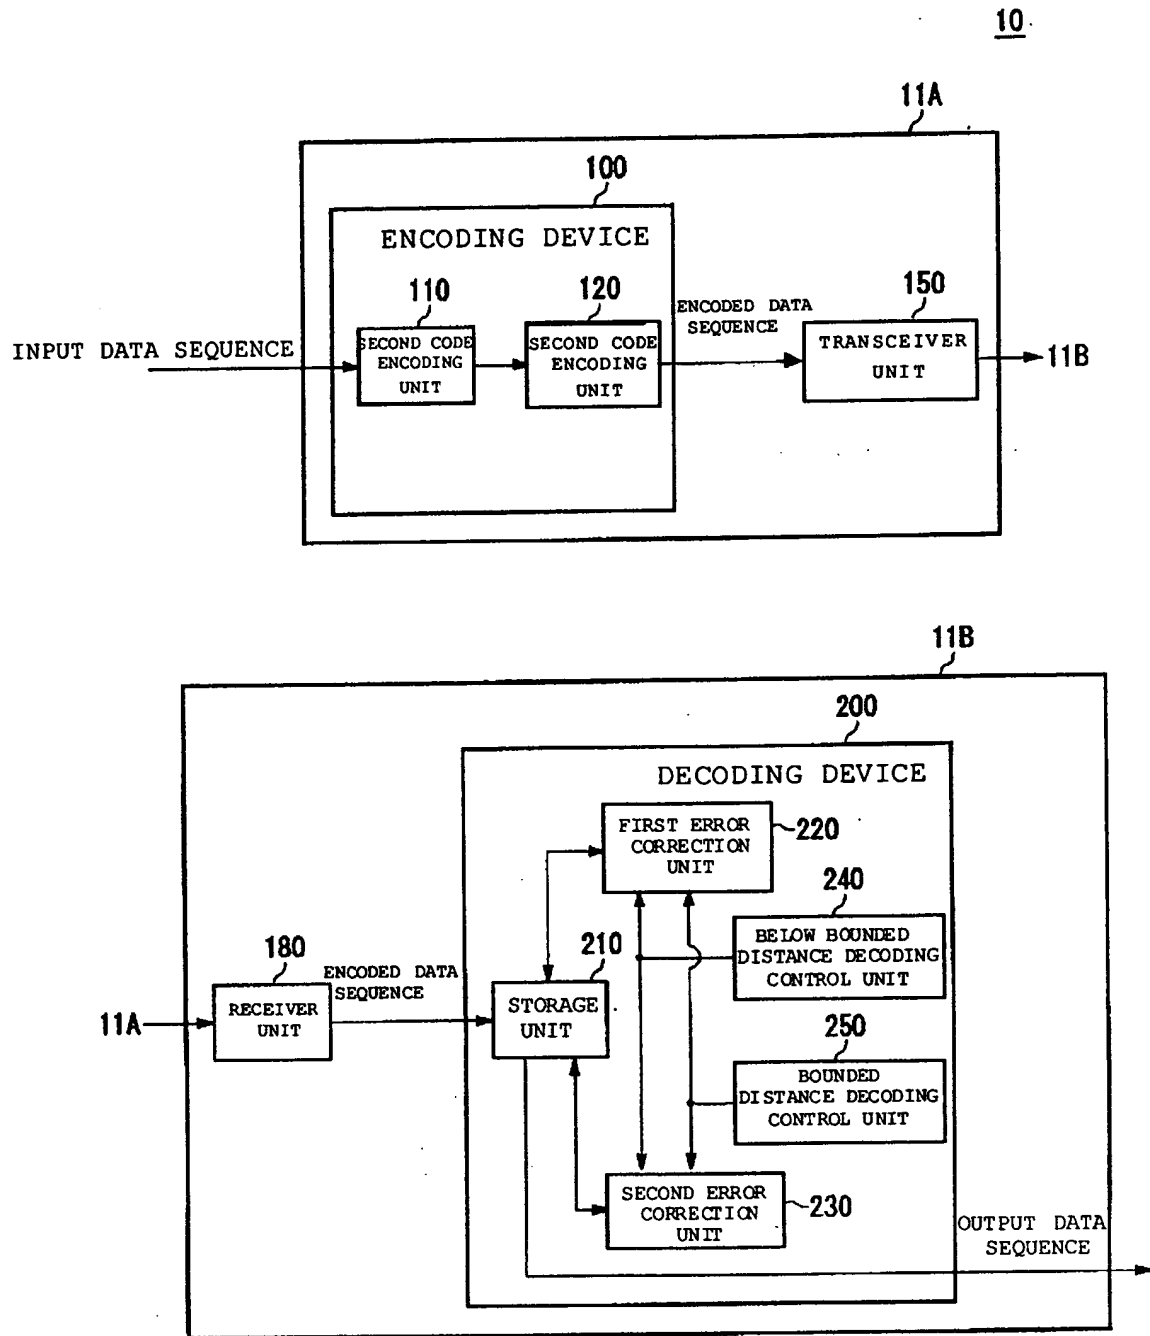 10
11A
100
ENCODING DEVICE
110
120
150
ENCODED DATA
SEQUENCE
INPUT DATA SEQUENCE
SECOND CODE
ENCODING
UNIT
SECOND CODE
ENCODING
UNIT
TRANSCEIVER
UNIT
11B
11B
200
DECODING DEVICE
FIRST ERROR
CORRECTION
UNIT
220
240
BELOW BOUNDED
DISTANCE DECODING
CONTROL UNIT
180
ENCODED DATA
SEQUENCE
210
11A
RECEIVER
UNIT
STORAGE
UNIT
250
BOUNDED
DISTANCE DECODING
CONTROL UNIT
SECOND ERROR
CORRECTION
UNIT
230
OUTPUT DATA
SEQUENCE